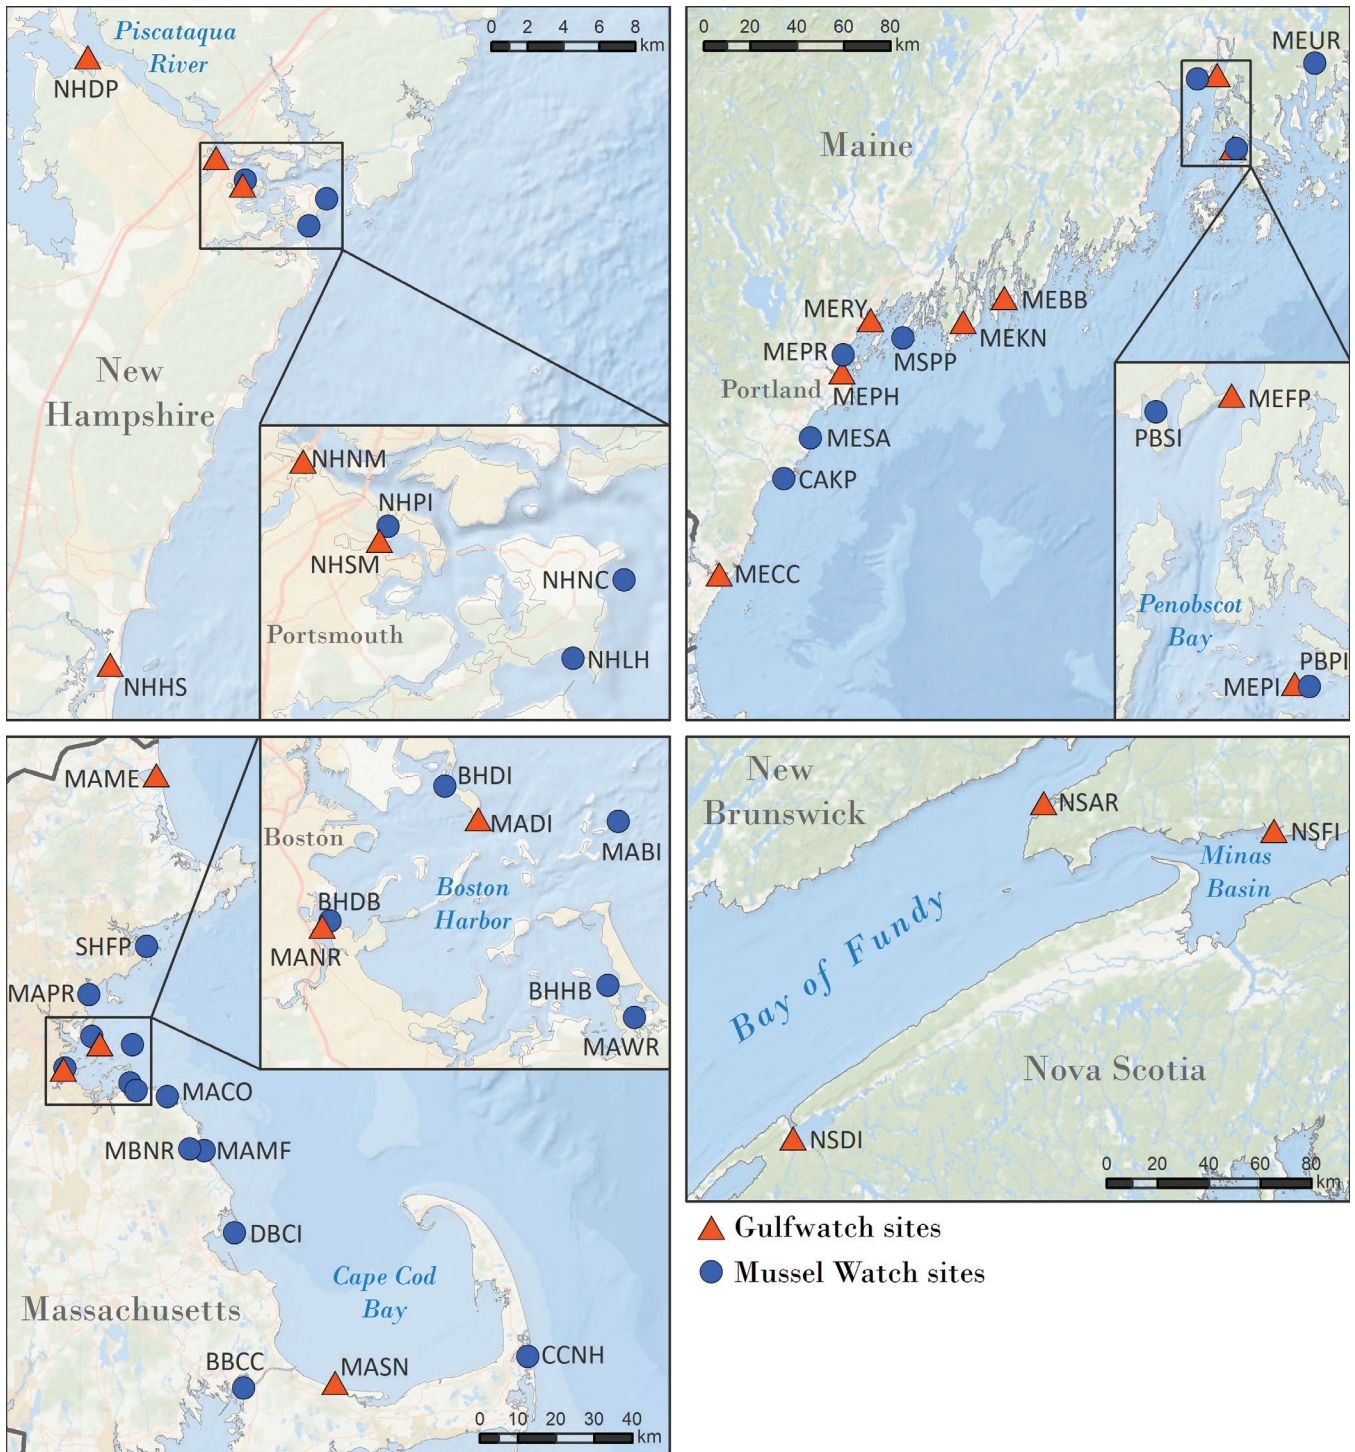 Piscataqua
River
0 2 4 6 8
km
NHDP
New
Hampshire
NHHS
NHNM
NHPI
NHSM
NHNC
Portsmouth
NHLH
0 20 40 60 80
km
MEUR
Maine
MERY
MEBB
MEKN
MEPR
MSPP
Portland
MEPH
MESA
CAKP
MECC
MEFP
PBSI
Penobscot
Bay
PBPI
MEPI
MAME
SHFP
MAPR
MACO
MBNR
MAMF
DBCI
Cape Cod
Bay
Massachusetts
BBCC
MASN
CCNH
0 10 20 30 40
km
BHDI
Boston
MADI
MABI
Boston
Harbor
BHDB
MANR
BHHB
MAWR
New
Brunswick
NSAR
NSFI
Minas
Basin
Bay of Fundy
Nova Scotia
NSDI
0 20 40 60 80
km
Gulfwatch sites
Mussel Watch sites